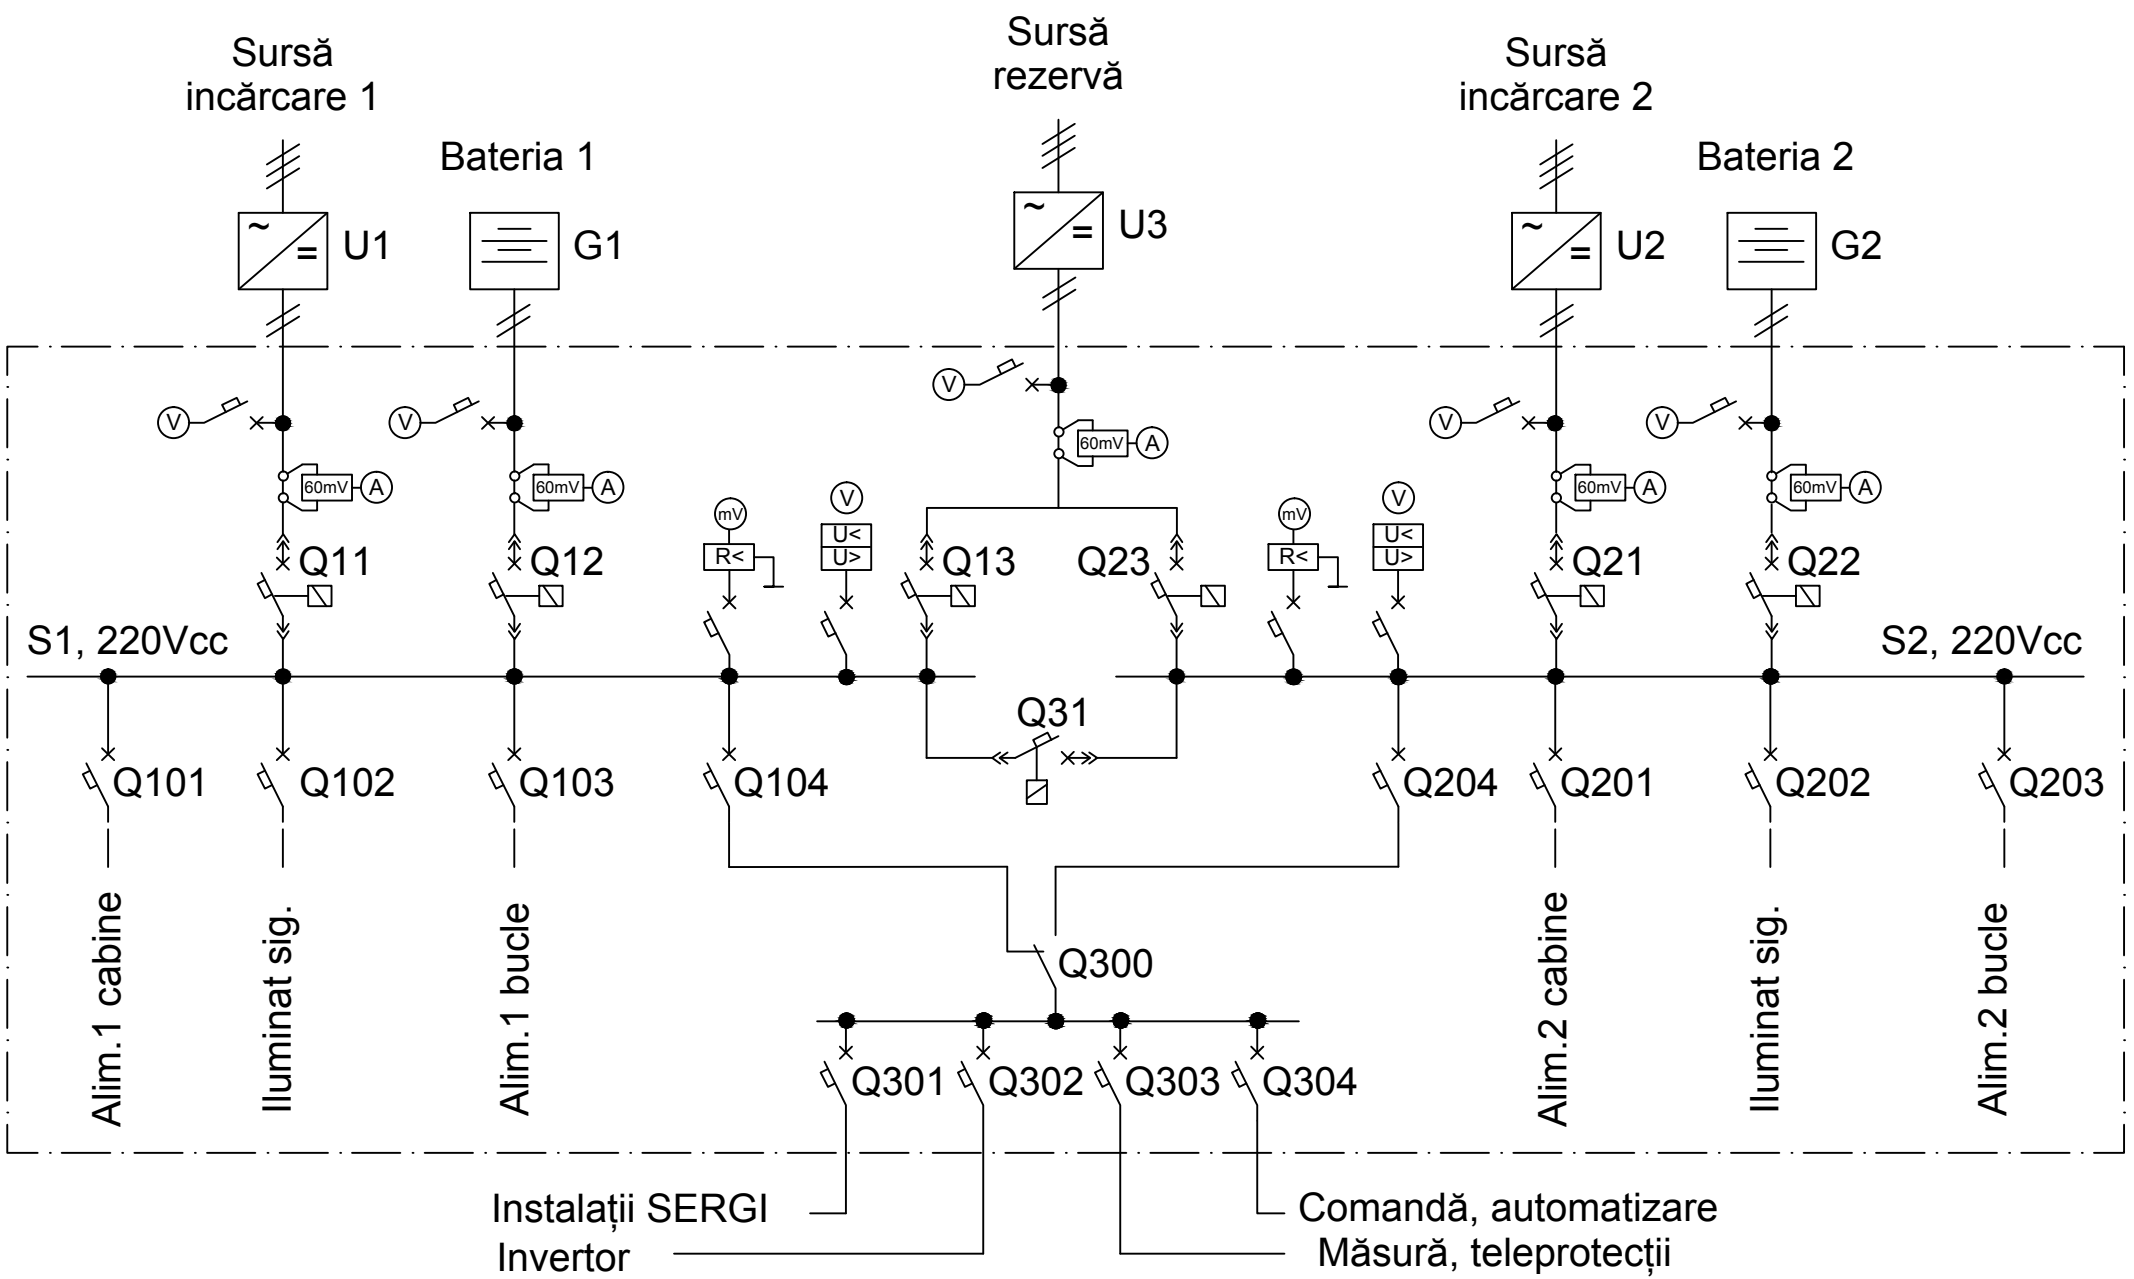 Sursă
incărcare 1
Bateria 1
Sursă
rezervă
Sursă
incărcare 2
Bateria 2
~
=
U1
G1
~
=
U3
~
=
U2
G2
V
V
V
V
V
60mV
A
60mV
A
60mV
A
60mV
A
60mV
A
mV
R<
V
U<
U>
mV
R<
V
U<
U>
Q11
Q12
Q13
Q23
Q21
Q22
S1, 220Vcc
S2, 220Vcc
Q31
Q101
Q102
Q103
Q104
Q204
Q201
Q202
Q203
Alim.1 cabine
Iluminat sig.
Alim.1 bucle
Q300
Alim.2 cabine
Iluminat sig.
Alim.2 bucle
Q301
Q302
Q303
Q304
Instalații SERGI
Invertor
Comandă, automatizare
Măsură, teleprotecții